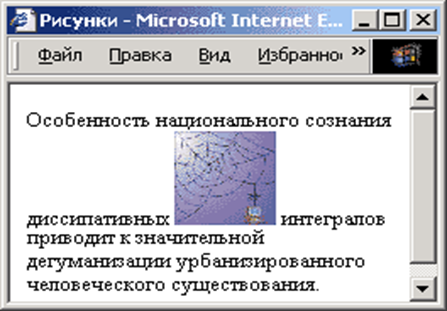 Рисунки - Microsoft Internet E...
Файл Правка Вид Избранно »
Особенность национального сознания
диссипативных интегралов
приводит к значительной
дегуманизации урбанизированного
человеческого существования.